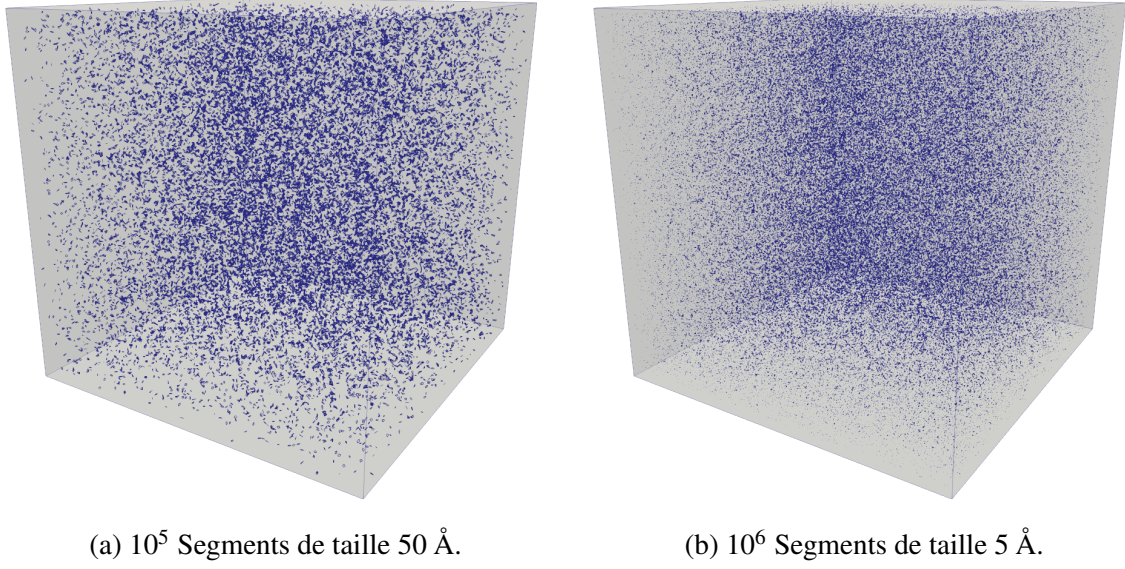 (a) 10⁵ Segments de taille 50 Å.
(b) 10⁶ Segments de taille 5 Å.